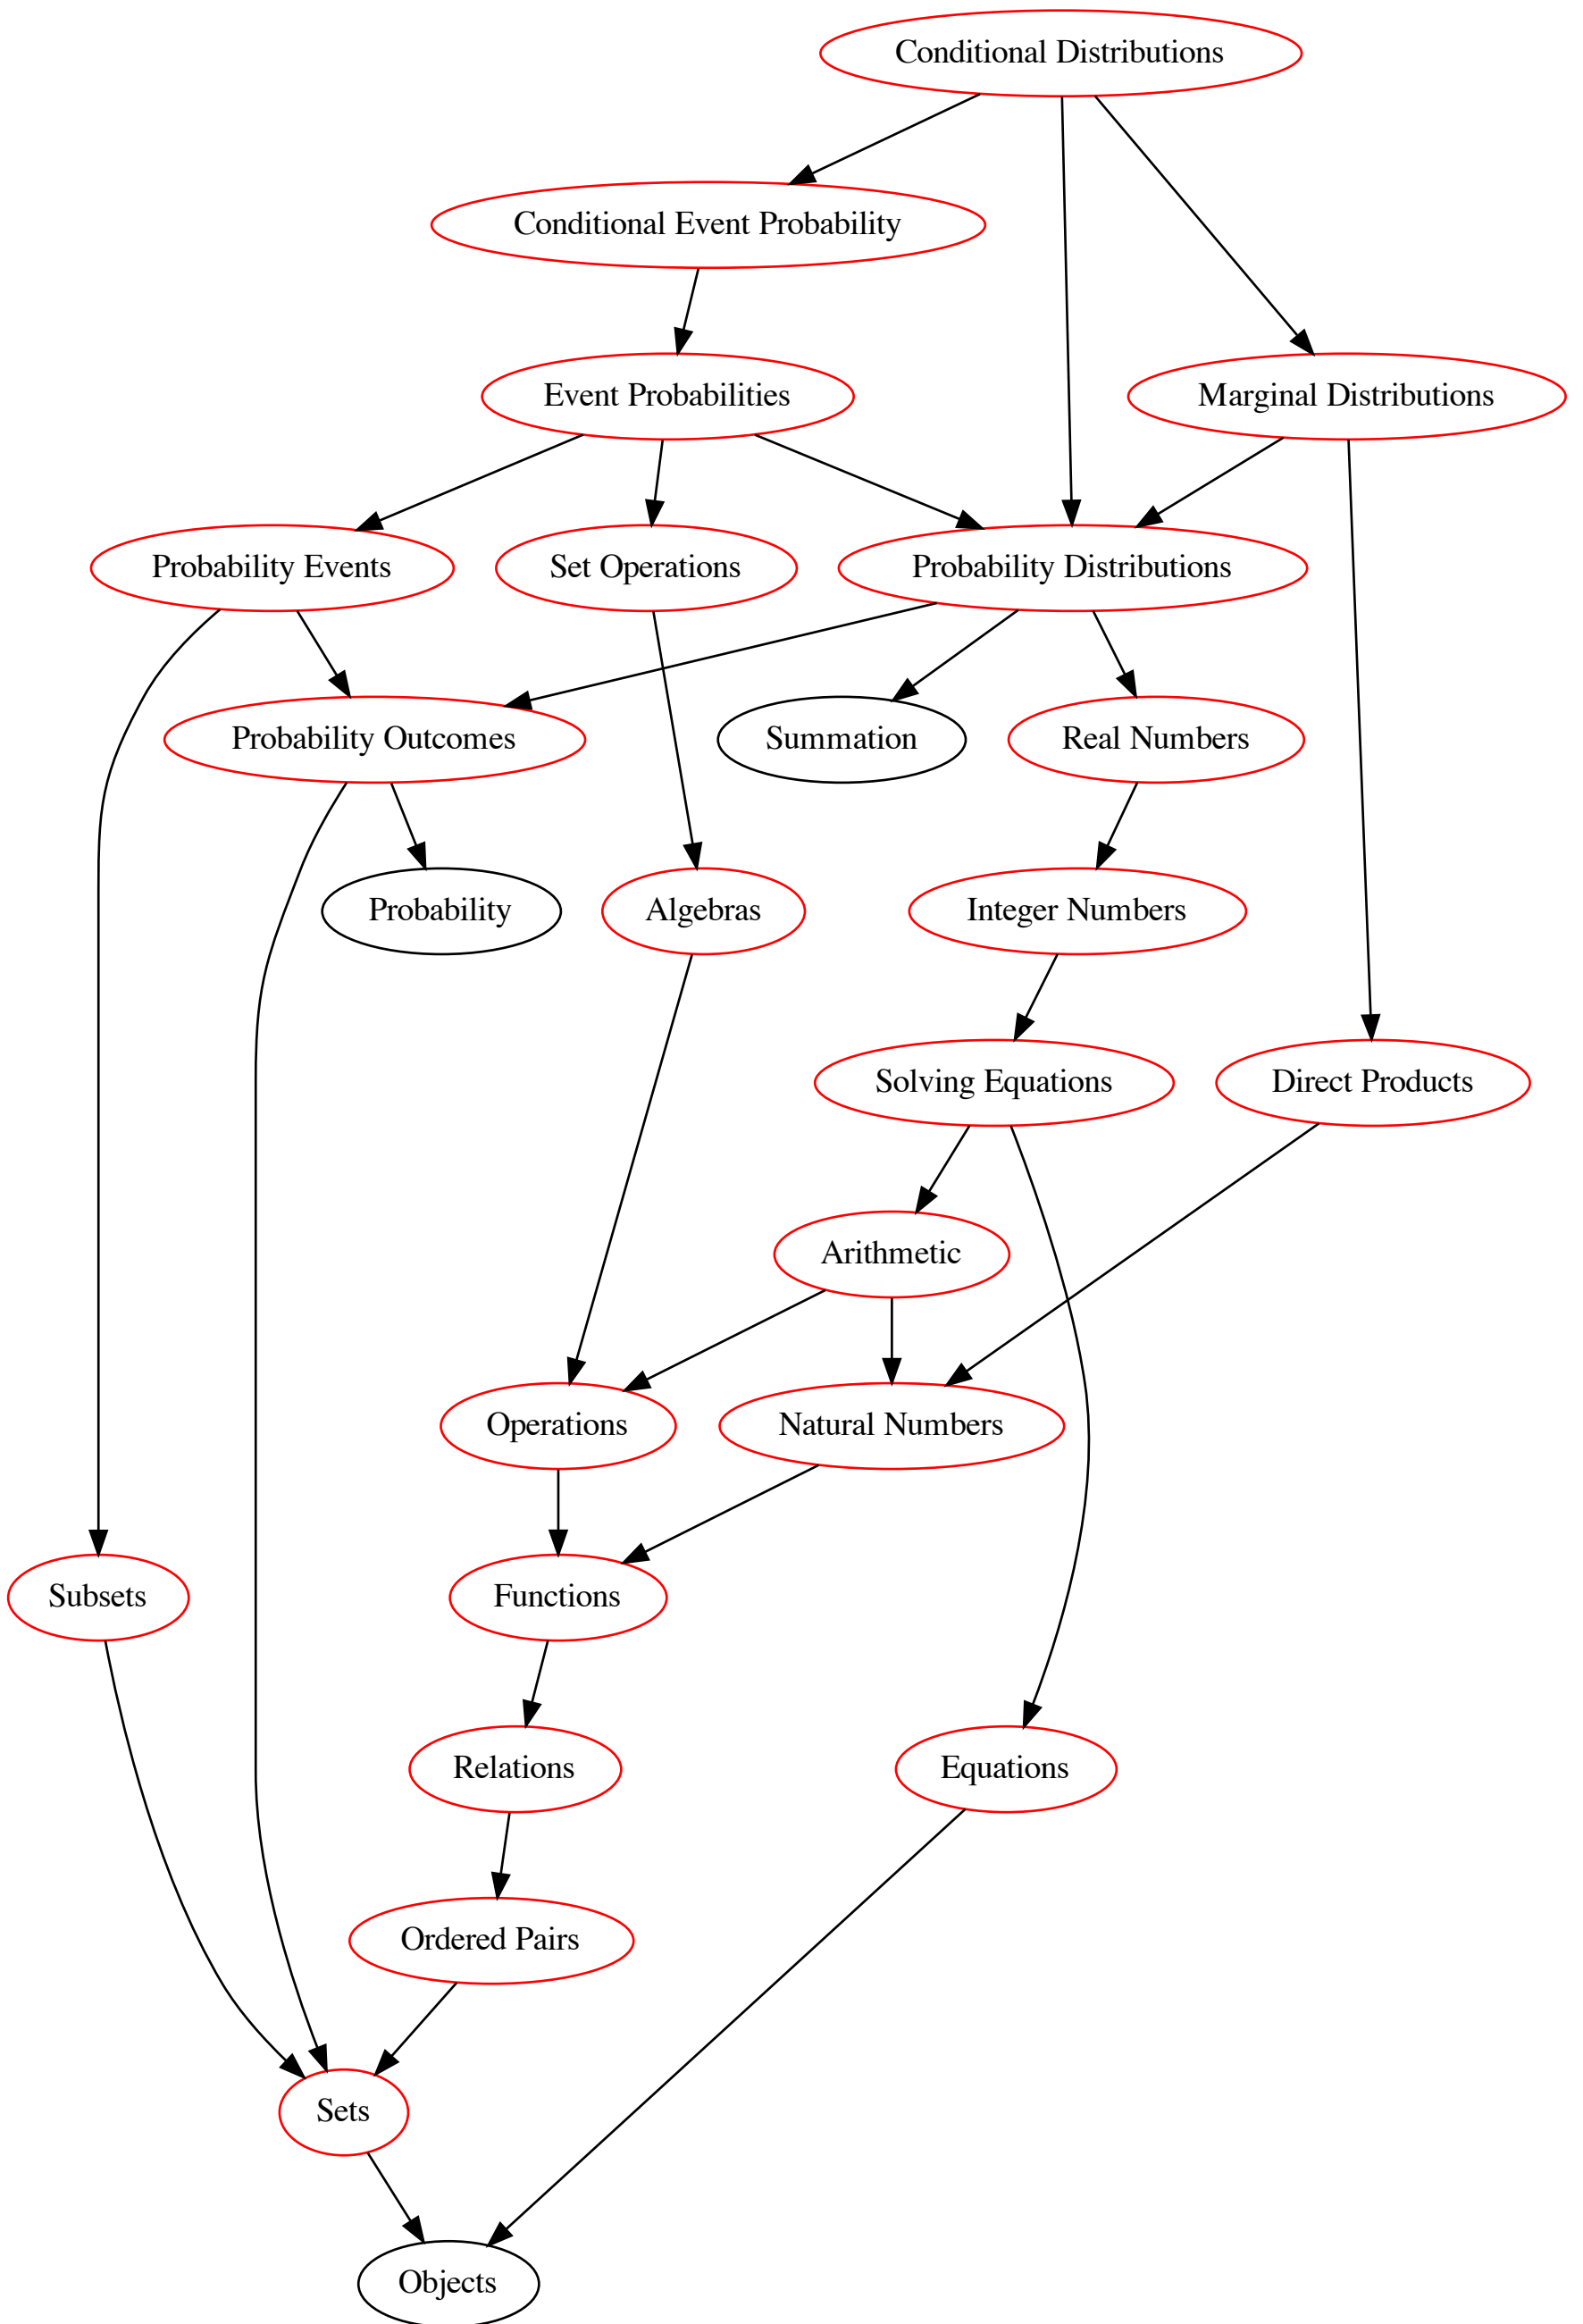 Conditional Distributions
Conditional Event Probability
Event Probabilities
Marginal Distributions
Probability Events
Set Operations
Probability Distributions
Probability Outcomes
Summation
Real Numbers
Probability
Algebras
Integer Numbers
Solving Equations
Direct Products
Arithmetic
Operations
Natural Numbers
Subsets
Functions
Relations
Equations
Ordered Pairs
Sets
Objects